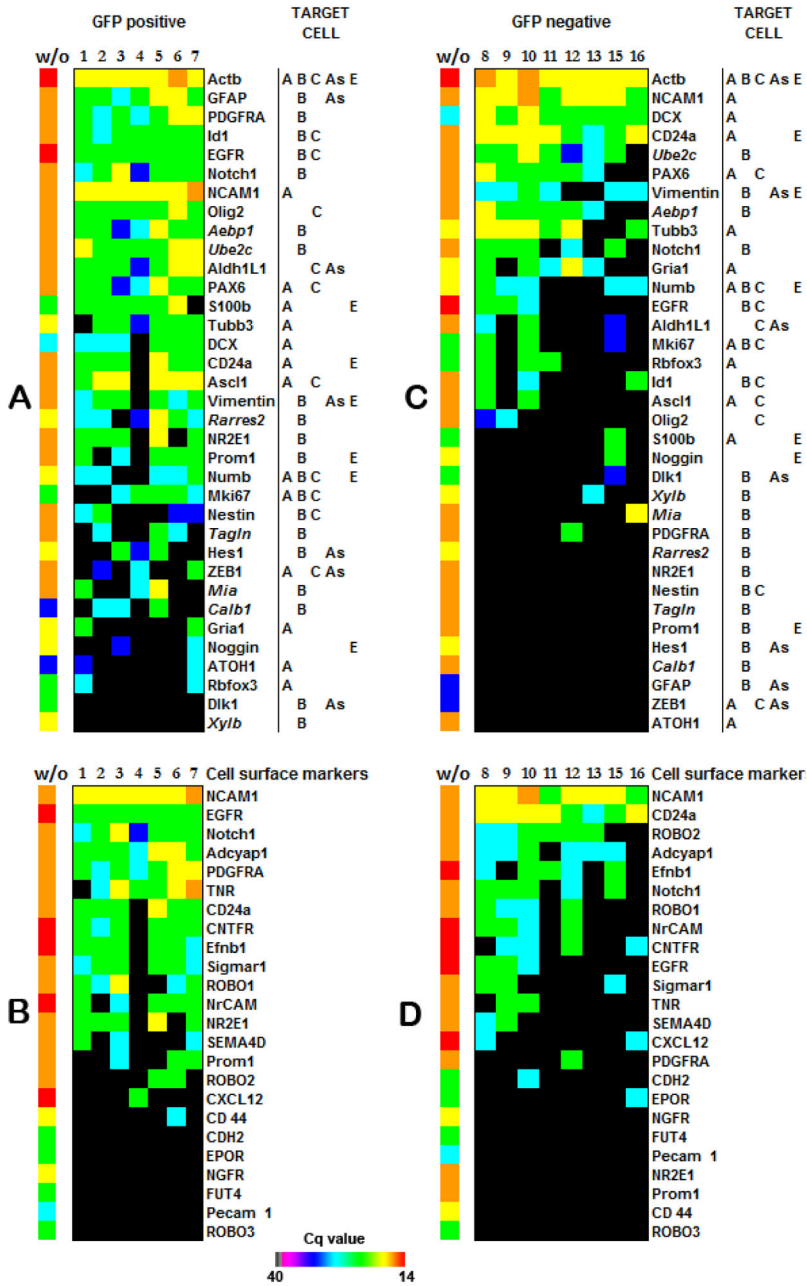 GFP positive
TARGET
CELL
w/o 1 2 3 4 5 6 7
Actb A B C As E
GFAP B As
PDGFRA B
Id1 B C
EGFR B C
Notch1 B
NCAM1 A
Olig2 C
Aebp1 B
Ube2c B
Aldh1L1 C As
PAX6 A C
S100b A E
Tubb3 A
DCX A
CD24a A E
Ascl1 A C
Vimentin B As E
Rarres2 B
NR2E1 B
Prom1 B E
Numb A B C E
Mki67 A B C
Nestin B C
Tagln B
Hes1 B As
ZEB1 A C As
Mia B
Calb1 B
Gria1 A
Noggin E
ATOH1 A
Rbfox3 A
Dlk1 B As
Xylb B
A
GFP negative
TARGET
CELL
w/o 8 9 10 11 12 13 15 16
Actb A B C As E
NCAM1 A
DCX A
CD24a A E
Ube2c B
PAX6 A C
Vimentin B As E
Aebp1 B
Tubb3 A
Notch1 B
Gria1 A
Numb A B C E
EGFR B C
Aldh1L1 C As
Mki67 A B C
Rbfox3 A
Id1 B C
Ascl1 A C
Olig2 C
S100b A E
Noggin E
Dlk1 B As
Xylb B
Mia B
PDGFRA B
Rarres2 B
NR2E1 B
Nestin B C
Tagln B
Prom1 B E
Hes1 B As
Calb1 B
GFAP B As
ZEB1 A C As
ATOH1 A
C
w/o 1 2 3 4 5 6 7 Cell surface markers
NCAM1
EGFR
Notch1
Adcyap1
PDGFRA
TNR
CD24a
CNTFR
Efnb1
Sigmar1
ROBO1
NrCAM
NR2E1
SEMA4D
Prom1
ROBO2
CXCL12
CD 44
CDH2
EPOR
NGFR
FUT4
Pecam 1
ROBO3
B
w/o 8 9 10 11 12 13 15 16 Cell surface markers
NCAM1
CD24a
ROBO2
Adcyap1
Efnb1
Notch1
ROBO1
NrCAM
CNTFR
EGFR
Sigmar1
TNR
SEMA4D
CXCL12
PDGFRA
CDH2
EPOR
NGFR
FUT4
Pecam 1
NR2E1
Prom1
CD 44
ROBO3
D
Cq value
40 14